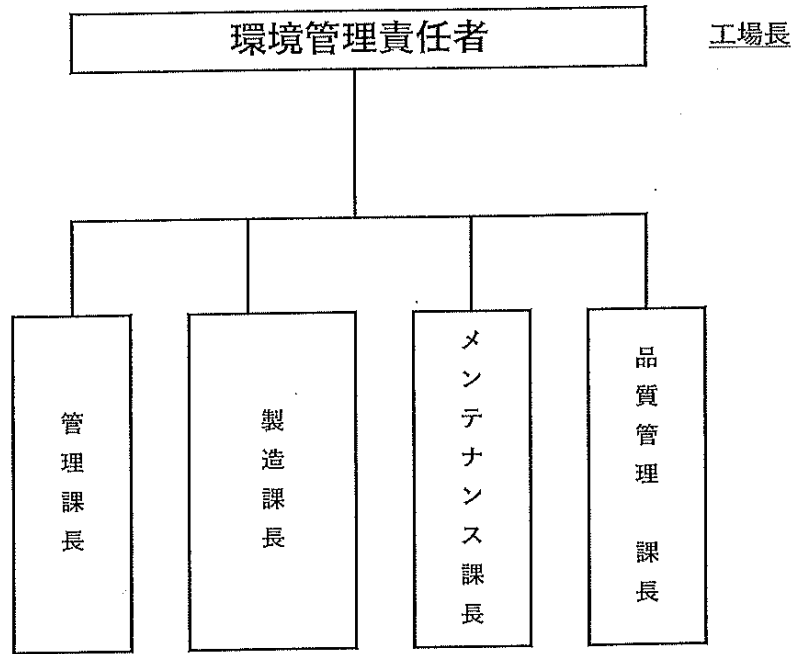 環境管理責任者
工場長
管理課長
製造課長
メンテナンス課長
品質管理 課長